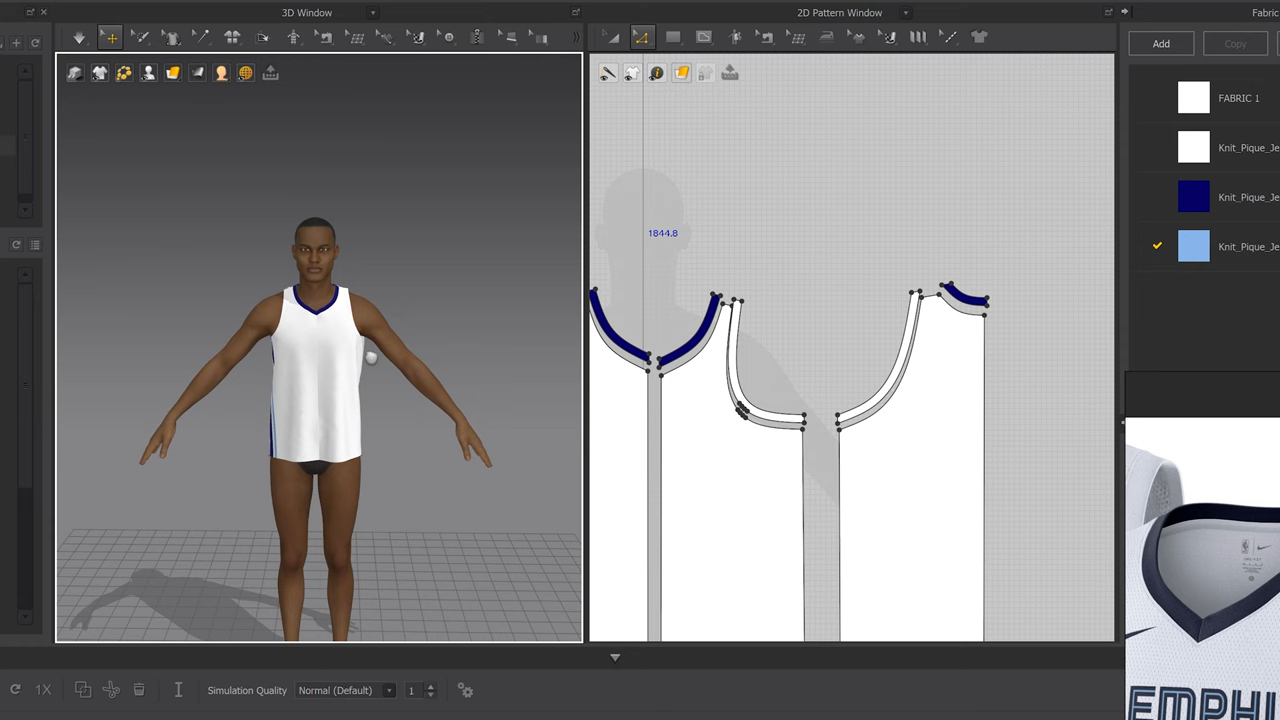 3D Window
2D Pattern Window
Fabric
Add
Copy
FABRIC 1
Knit_Pique_Je
Knit_Pique_Je
Knit_Pique_Je
1844.8
EMPHI
1X
Simulation Quality
Normal (Default)
1